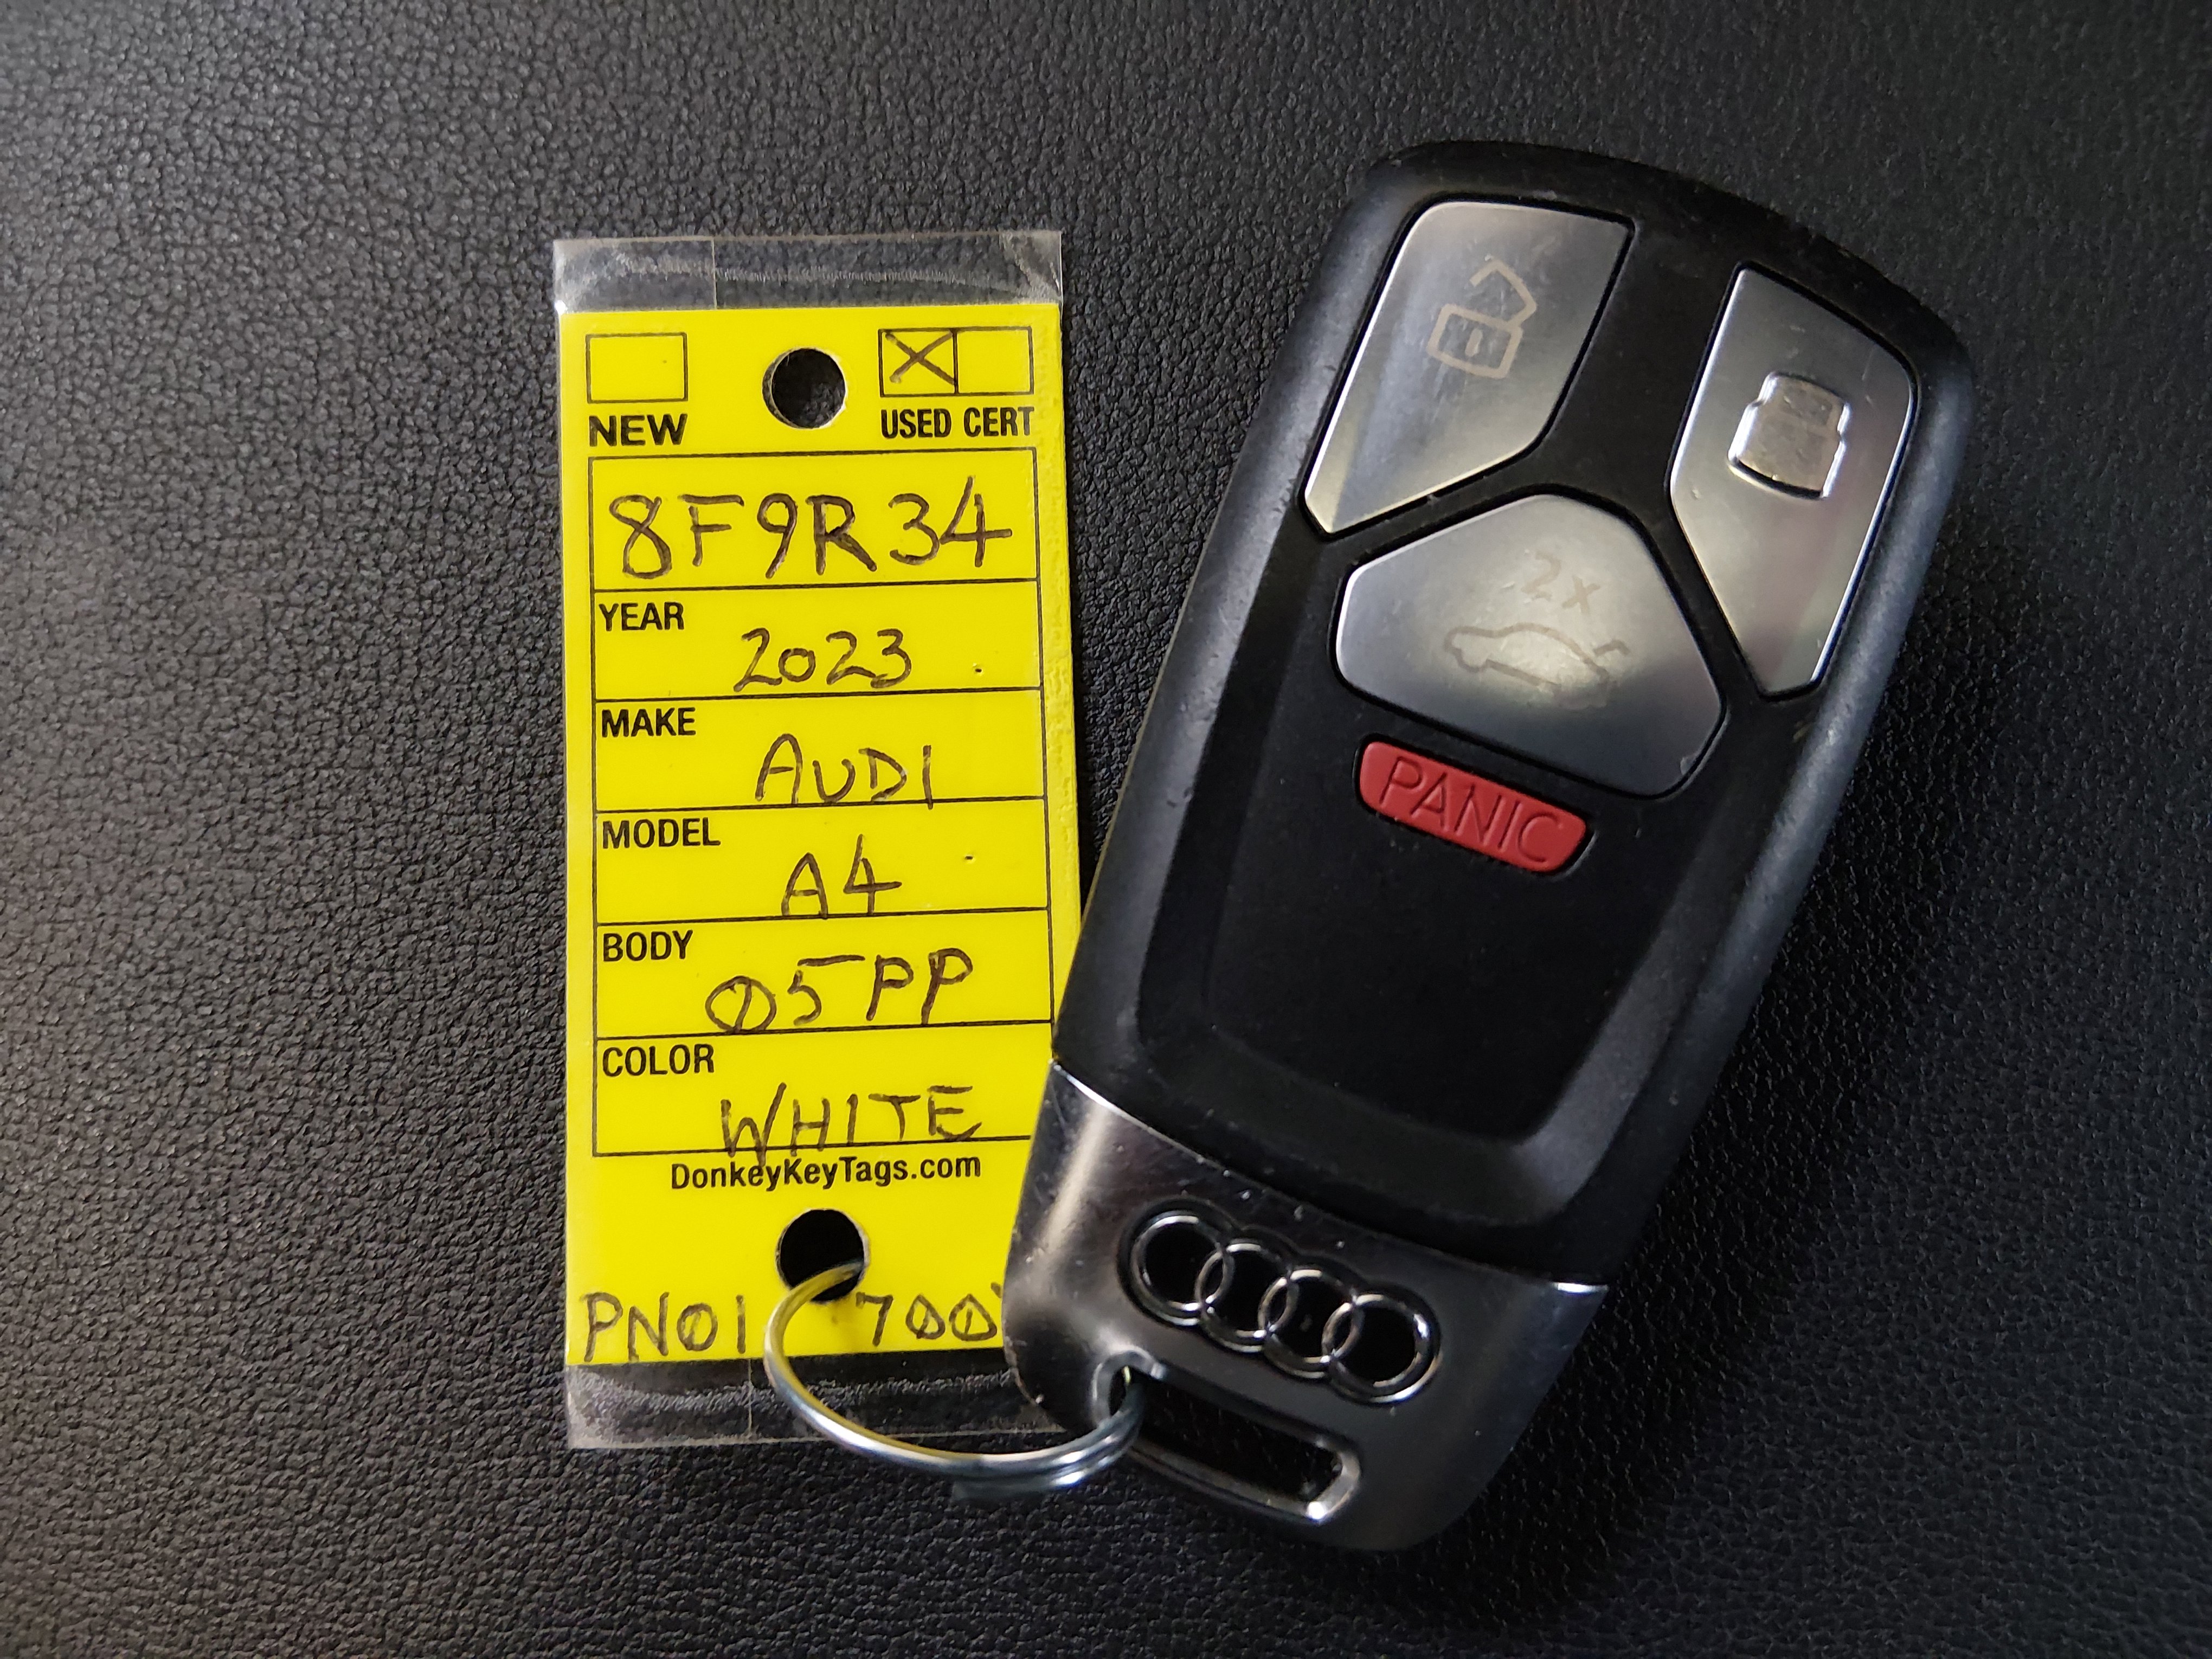 NEW
USED CERT
8F9R34
YEAR
2023
MAKE
AUDI
MODEL
A4
BODY
05PP
COLOR
WHITE
DonkeyKeyTags.com
PN01 700
2x
PANIC